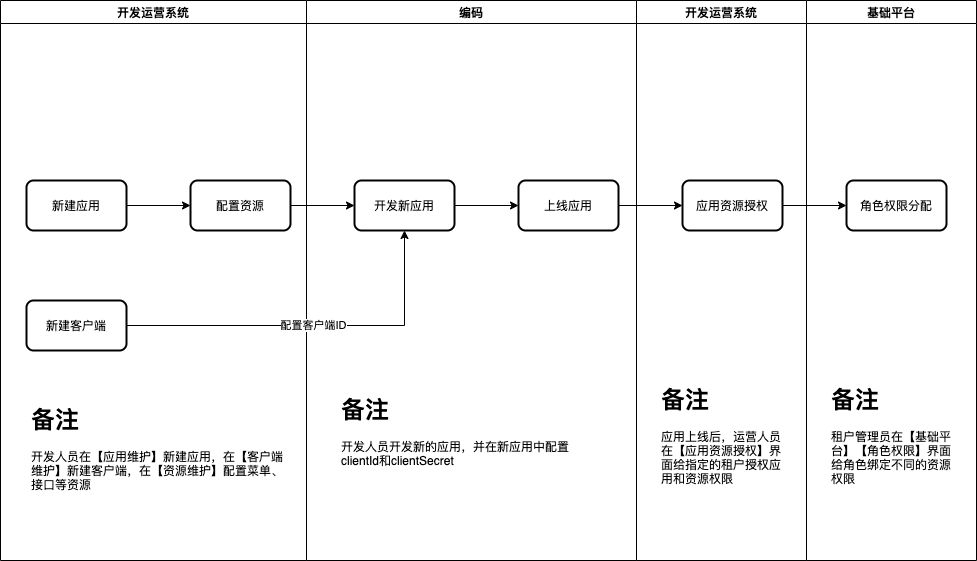 开发运营系统
编码
开发运营系统
基础平台
新建应用
配置资源
开发新应用
上线应用
应用资源授权
角色权限分配
新建客户端
配置客户端ID
备注
开发人员在【应用维护】新建应用，在【客户端
维护】新建客户端，在【资源维护】配置菜单、
接口等资源
备注
开发人员开发新的应用，并在新应用中配置
clientId和clientSecret
备注
应用上线后，运营人员
在【应用资源授权】界
面给指定的租户授权应
用和资源权限
备注
租户管理员在【基础平
台】【角色权限】界面
给角色绑定不同的资源
权限